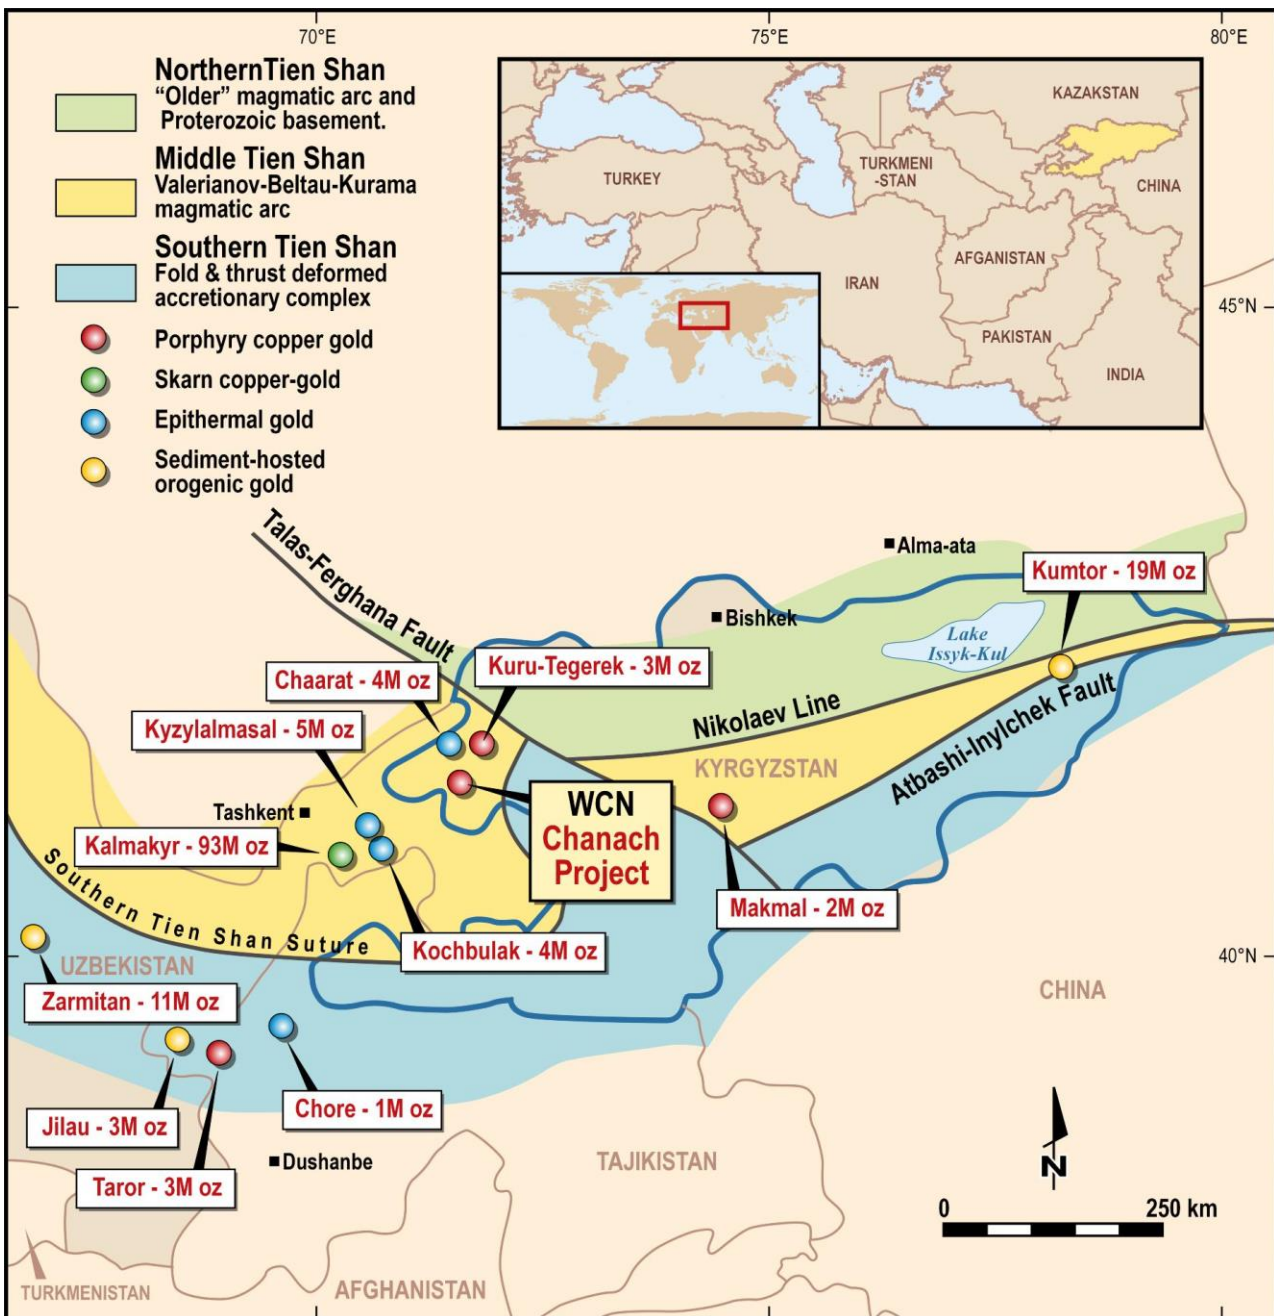 70°E
75°E
80°E
NorthernTien Shan
“Older” magmatic arc and
Proterozoic basement.
Middle Tien Shan
Valerianov-Beltau-Kurama
magmatic arc
Southern Tien Shan
Fold & thrust deformed
accretionary complex
Porphyry copper gold
Skarn copper-gold
Epithermal gold
Sediment-hosted
orogenic gold
KAZAKSTAN
TURKEY
TURKMENI
-STAN
CHINA
AFGANISTAN
IRAN
PAKISTAN
INDIA
45°N
Talas-Ferghana Fault
Alma-ata
Kumtor - 19M oz
Bishkek
Lake
Issyk-Kul
Chaarat - 4M oz
Kuru-Tegerek - 3M oz
Kyzylalmasal - 5M oz
Nikolaev Line
Atbashi-Inylchek Fault
KYRGYZSTAN
Tashkent
WCN
Chanach
Project
Kalmakyr - 93M oz
Southern Tien Shan Suture
Makmal - 2M oz
Kochbulak - 4M oz
40°N
UZBEKISTAN
Zarmitan - 11M oz
CHINA
Chore - 1M oz
Jilau - 3M oz
Dushanbe
TAJIKISTAN
Taror - 3M oz
N
0
250 km
TURKMENISTAN
AFGHANISTAN